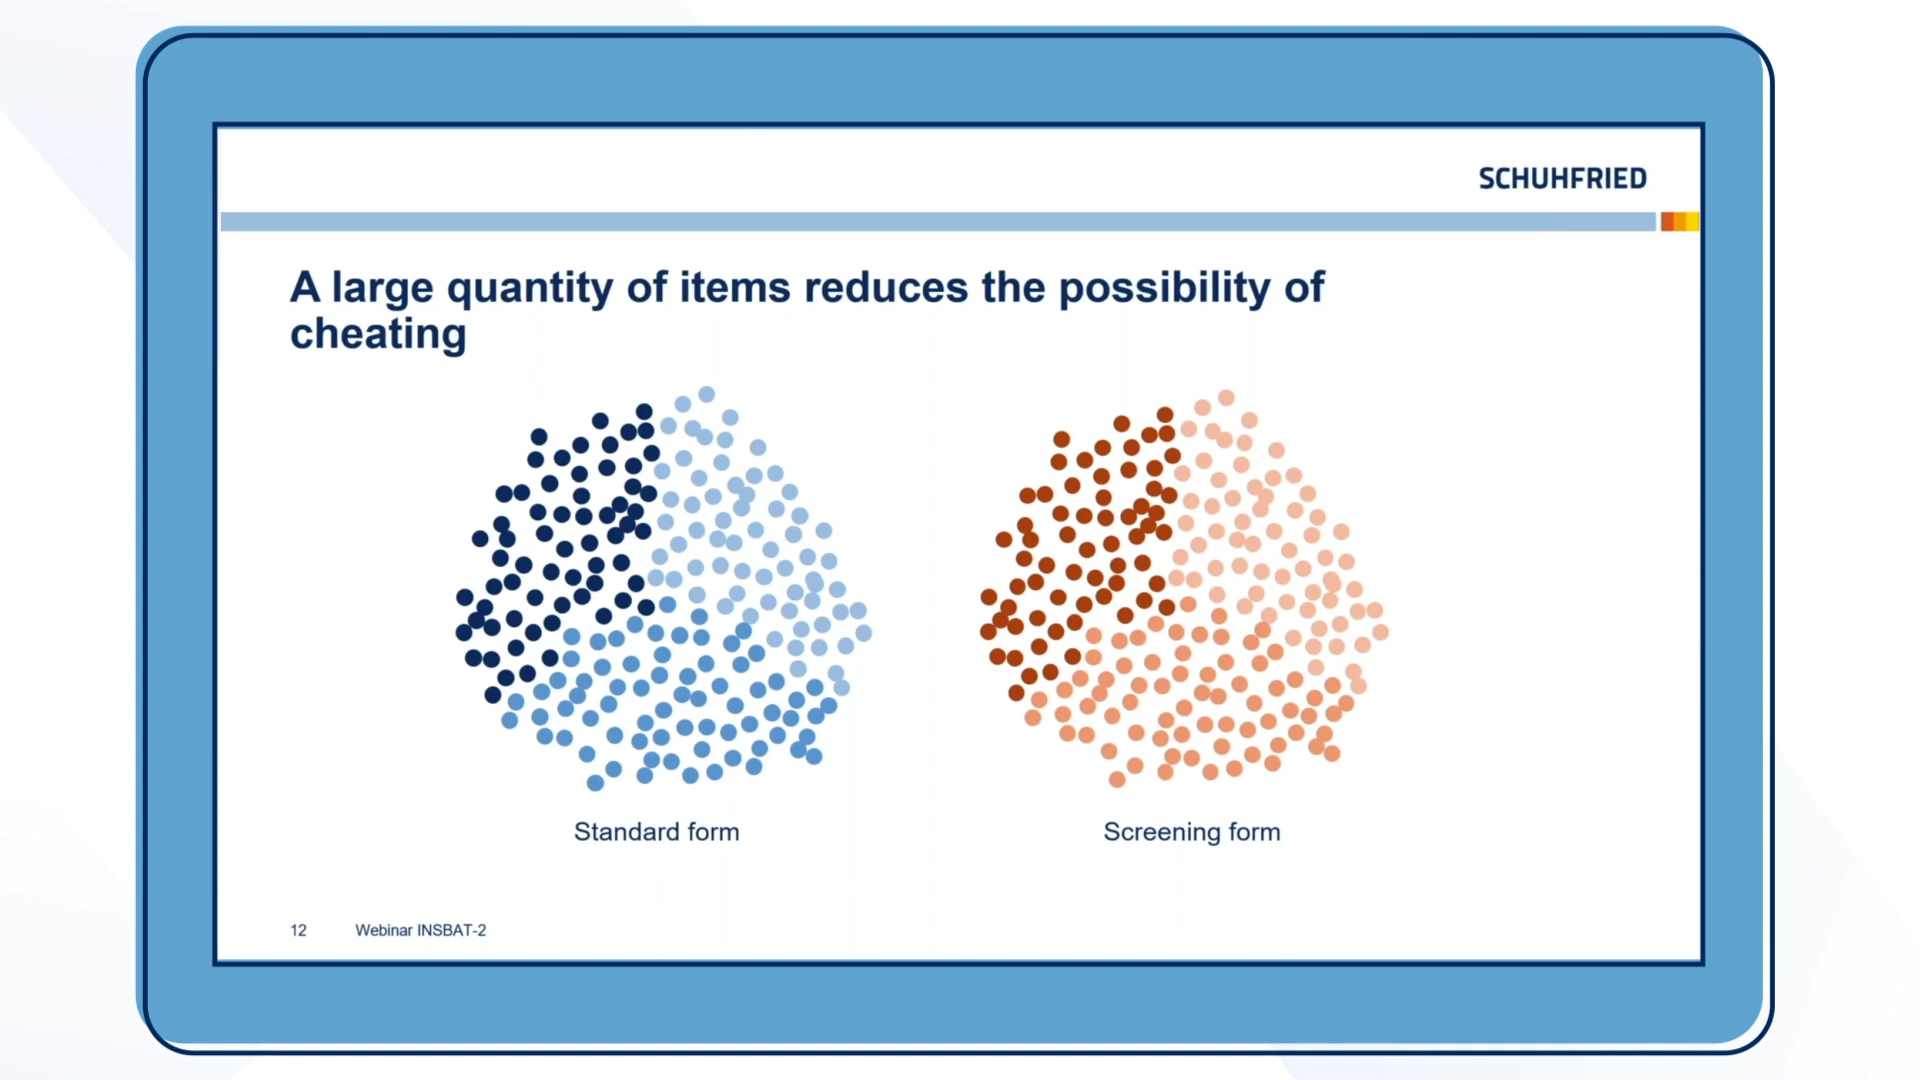 SCHUHFRIED
A large quantity of items reduces the possibility of
cheating
Standard form
Screening form
12
Webinar INSBAT-2